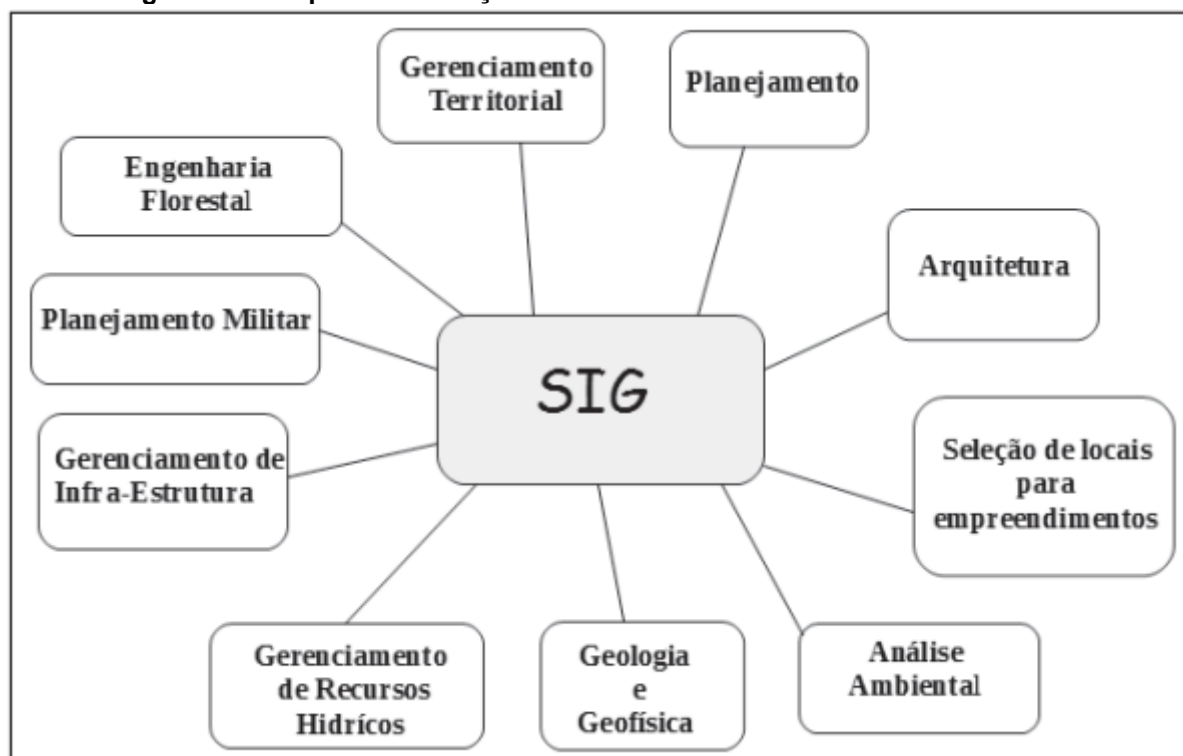 Gerenciamento
Territorial
Planejamento
Engenharia
Florestal
Arquitetura
Planejamento Militar
SIG
Seleção de locais
para
empreendimentos
Gerenciamento de
Infra-Estrutura
Gerenciamento
de Recursos
Hidrícos
Geologia
e
Geofísica
Análise
Ambiental